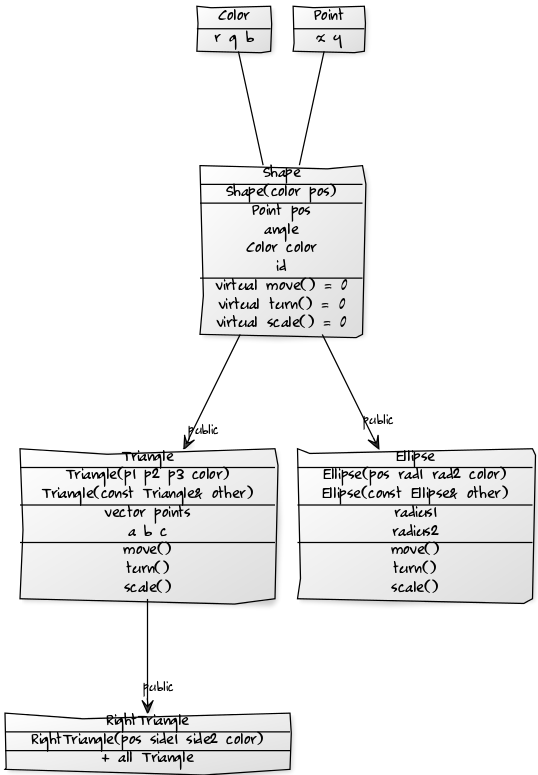 Color
r g b
Point
x y
Shape
Shape(color pos)
Point pos
angle
Color color
id
virtual move() = 0
virtual turn() = 0
virtual scale() = 0
public
public
Triangle
Triangle(p1 p2 p3 color)
Triangle(const Triangle& other)
vector points
a b c
move()
turn()
scale()
Ellipse
Ellipse(pos rad1 rad2 color)
Ellipse(const Ellipse& other)
radius1
radius2
move()
turn()
scale()
public
RightTriangle
RightTriangle(pos side1 side2 color)
+ all Triangle